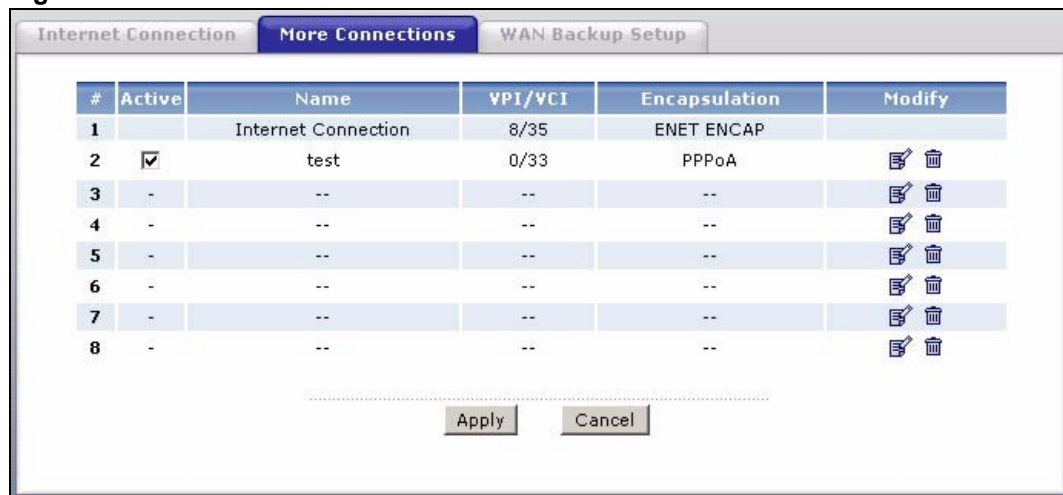 Internet Connection More Connections WAN Backup Setup
# Active Name VPI/VCI Encapsulation Modify
1 Internet Connection 8/35 ENET ENCAP
2 test 0/33 PPPoA
3 - -- -- --
4 - -- -- --
5 - -- -- --
6 - -- -- --
7 - -- -- --
8 - -- -- --
Apply Cancel